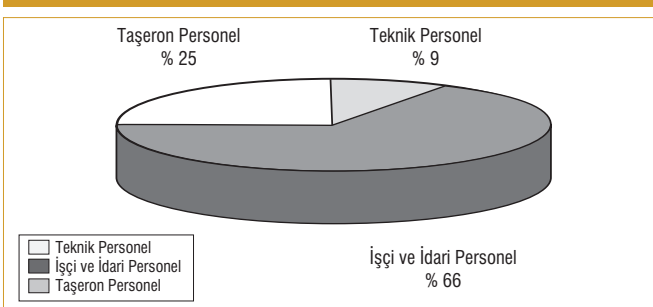 Taşeron Personel
% 25
Teknik Personel
% 9
Teknik Personel
İşçi ve İdari Personel
Taşeron Personel
İşçi ve İdari Personel
% 66